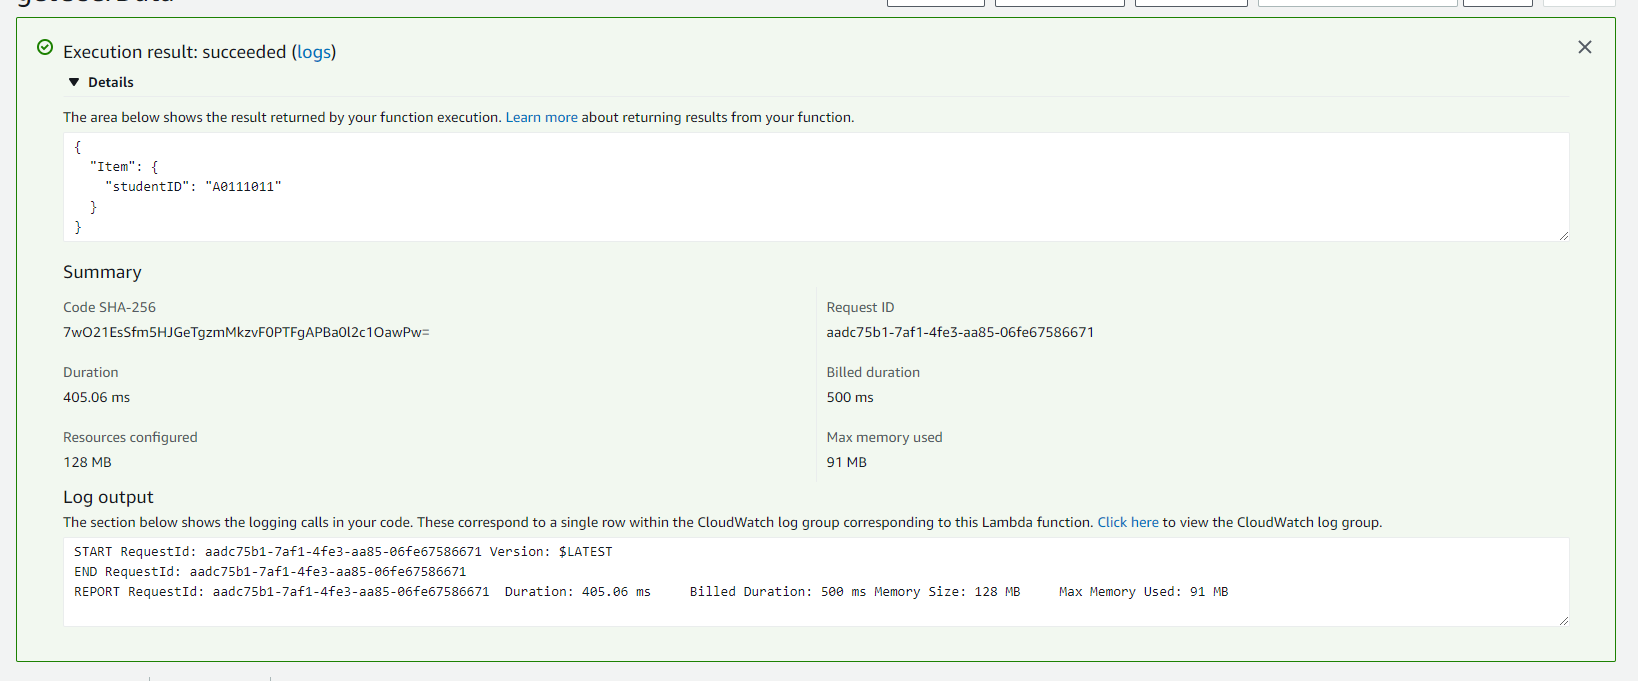 Execution result: succeeded (logs)
Details
The area below shows the result returned by your function execution. Learn more about returning results from your function.
{
"Item": {
"studentID": "A0111011"
}
}
Summary
Code SHA-256
7wO21EsSfm5HJGeTgzmMkzvF0PTFgAPBa0l2c1OawPw=
Request ID
aadc75b1-7af1-4fe3-aa85-06fe67586671
Duration
405.06 ms
Billed duration
500 ms
Resources configured
128 MB
Max memory used
91 MB
Log output
The section below shows the logging calls in your code. These correspond to a single row within the CloudWatch log group corresponding to this Lambda function. Click here to view the CloudWatch log group.
START RequestId: aadc75b1-7af1-4fe3-aa85-06fe67586671 Version: $LATEST
END RequestId: aadc75b1-7af1-4fe3-aa85-06fe67586671
REPORT RequestId: aadc75b1-7af1-4fe3-aa85-06fe67586671 Duration: 405.06 ms Billed Duration: 500 ms Memory Size: 128 MB Max Memory Used: 91 MB